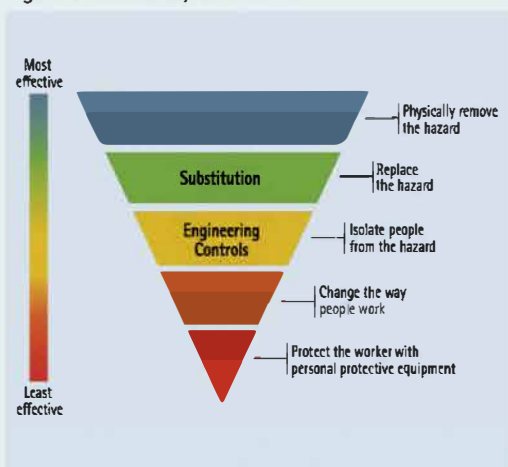 Most
effective
Physically remove
the hazard
Substitution
Replace
the hazard
Engineering
Controls
Isolate people
from the hazard
Change the way
people work
Protect the worker with
personal protective equipment
Least
effective